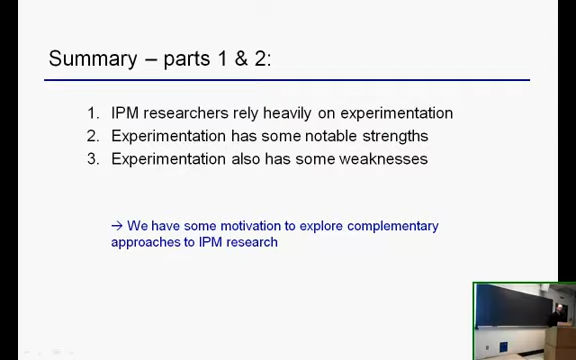 Summary – parts 1 & 2:
1. IPM researchers rely heavily on experimentation
2. Experimentation has some notable strengths
3. Experimentation also has some weaknesses
→ We have some motivation to explore complementary
approaches to IPM research